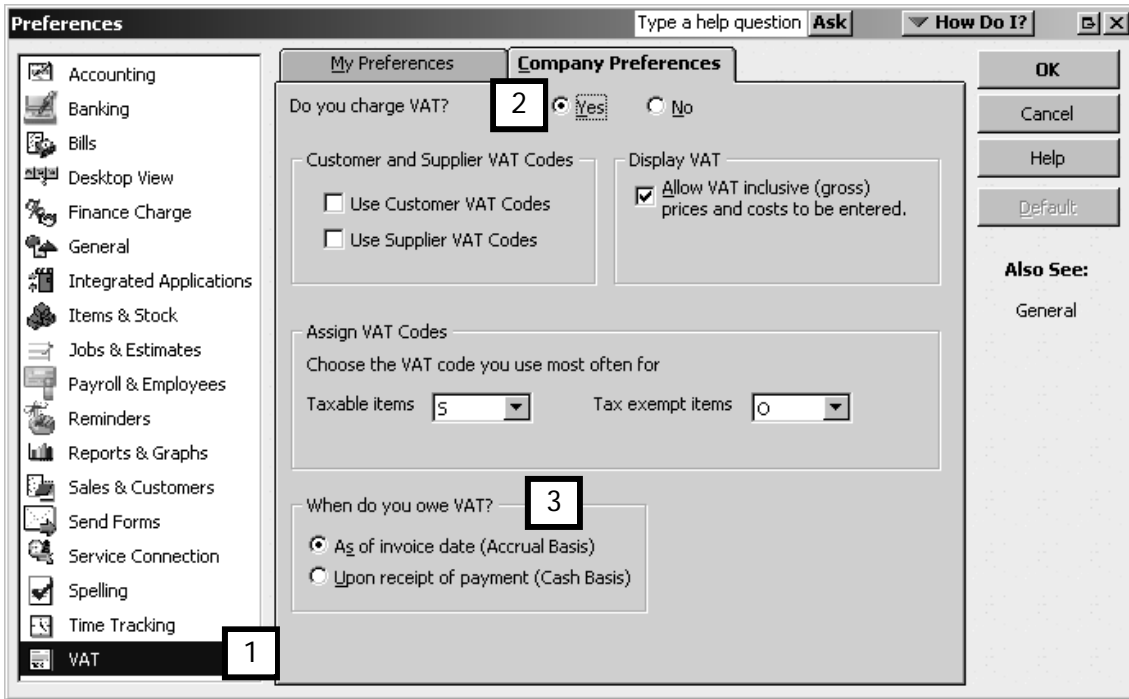 Preferences
Type a help question Ask
How Do I?
Accounting
Banking
Bills
Desktop View
Finance Charge
General
Integrated Applications
Items & Stock
Jobs & Estimates
Payroll & Employees
Reminders
Reports & Graphs
Sales & Customers
Send Forms
Service Connection
Spelling
Time Tracking
VAT
1
My Preferences
Company Preferences
Do you charge VAT? 2 Yes No
Customer and Supplier VAT Codes
Use Customer VAT Codes
Use Supplier VAT Codes
Display VAT
Allow VAT inclusive (gross)
prices and costs to be entered.
Assign VAT Codes
Choose the VAT code you use most often for
Taxable items S Tax exempt items O
When do you owe VAT? 3
As of invoice date (Accrual Basis)
Upon receipt of payment (Cash Basis)
OK
Cancel
Help
Default
Also See:
General